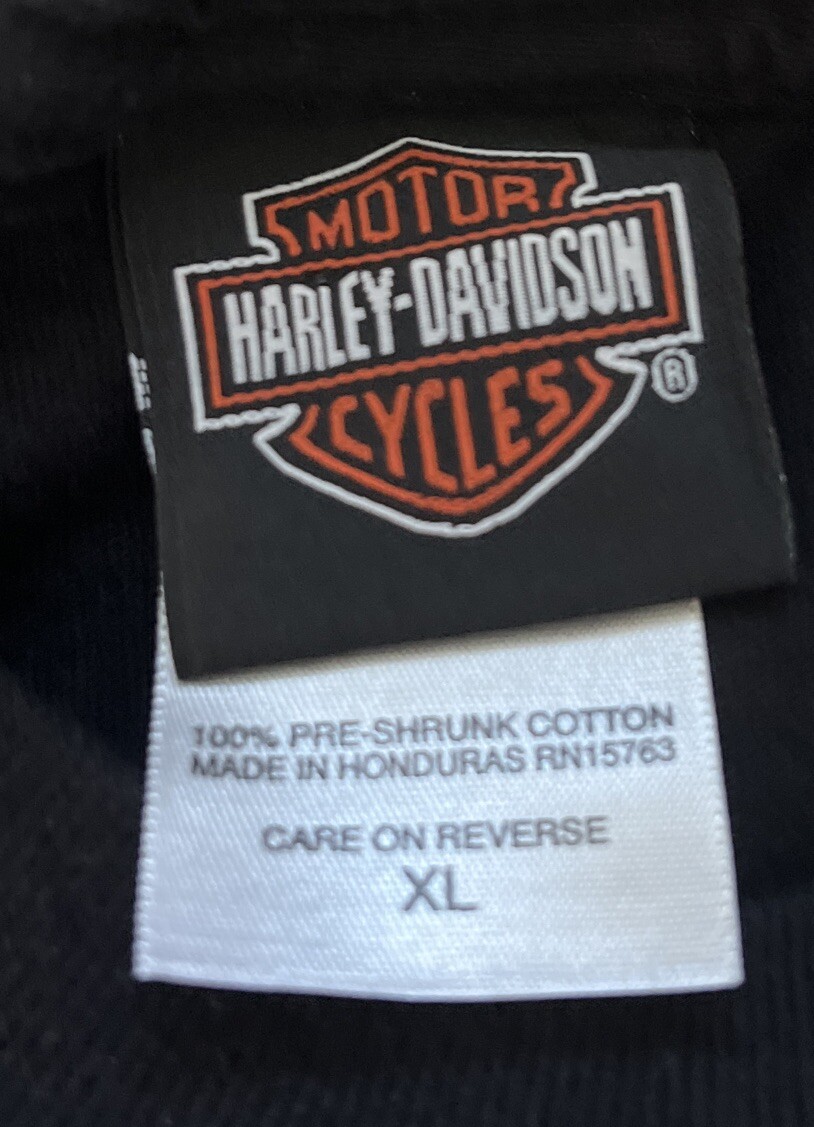 MOTOR
HARLEY-DAVIDSON
CYCLES
®
100% PRE-SHRUNK COTTON
MADE IN HONDURAS RN15763
CARE ON REVERSE
XL